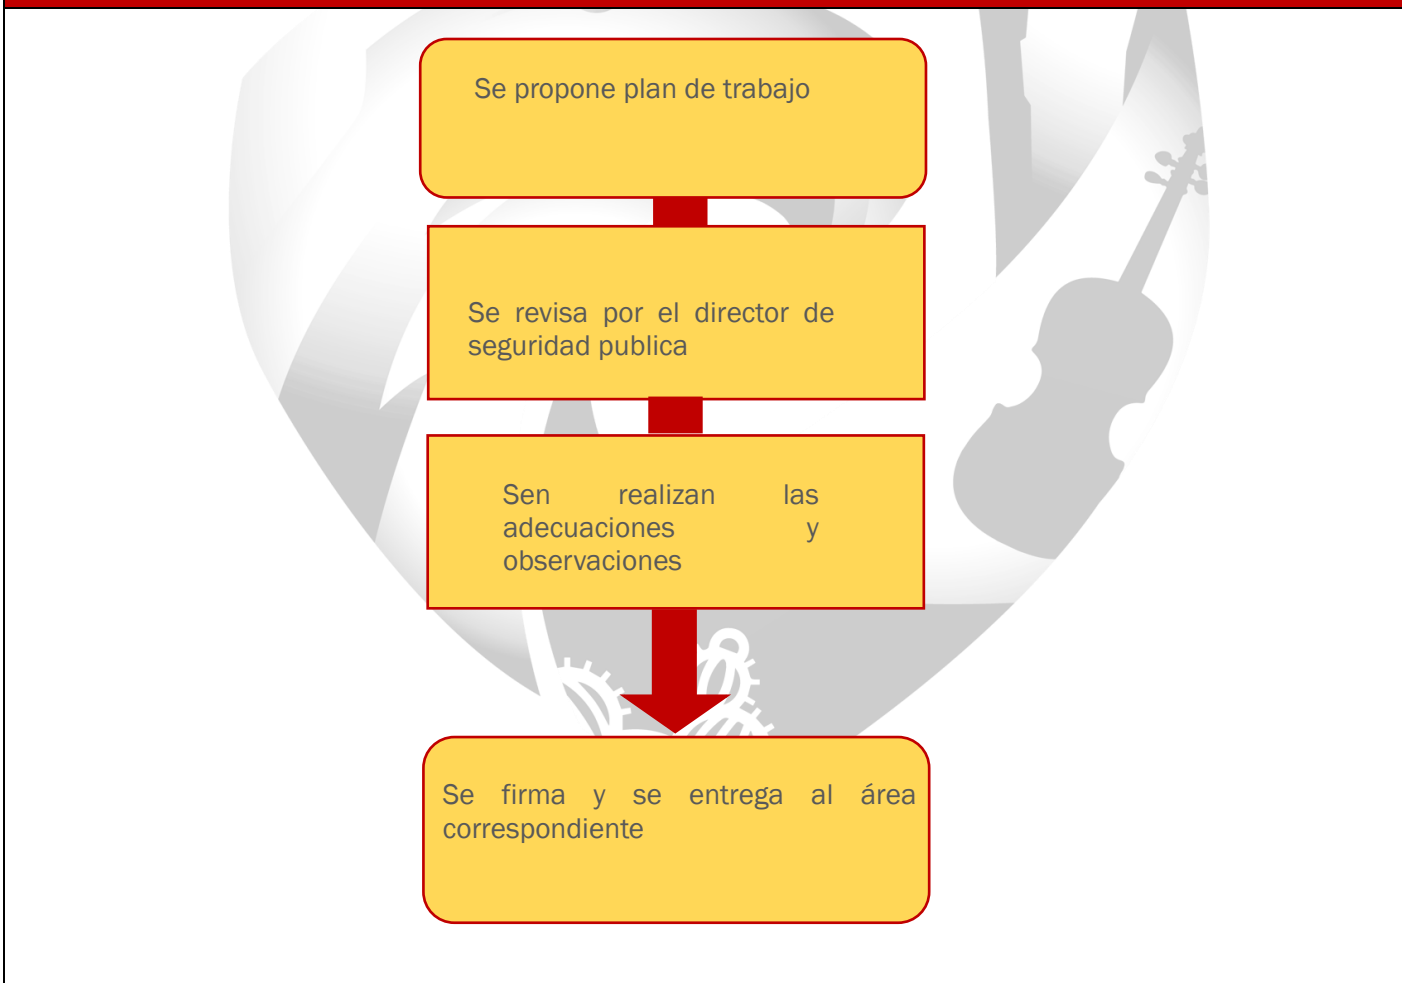 Se propone plan de trabajo
Se revisa por el director de
seguridad publica
Sen realizan las
adecuaciones y
observaciones
Se firma y se entrega al área
correspondiente